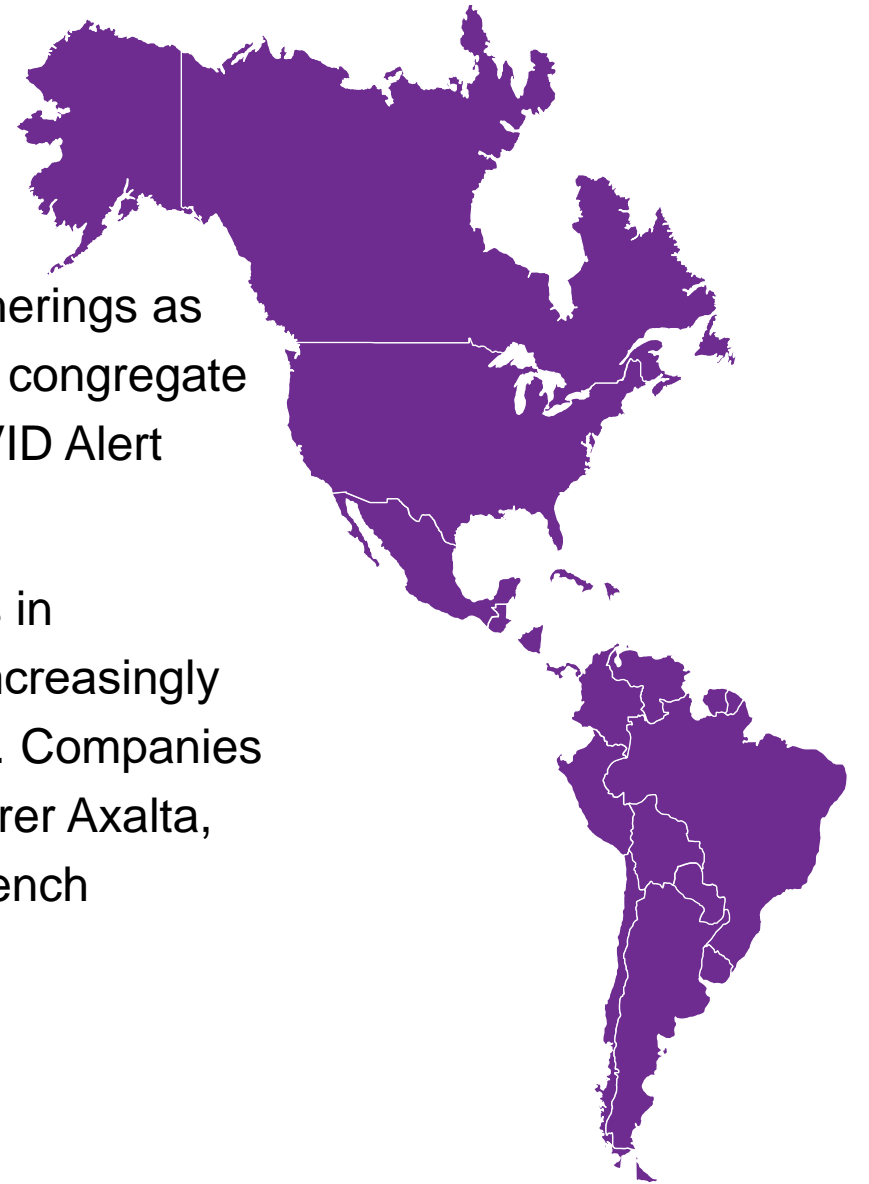 herings as
congregate
VID Alert
s in
ncreasingly
. Companies
rer Axalta,
ench